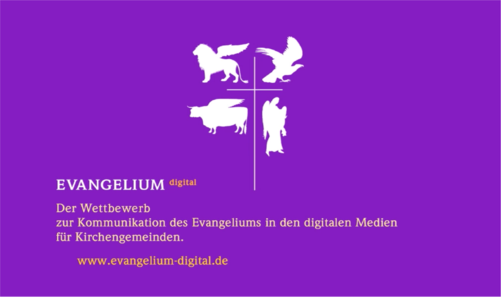 EVANGELIUM digital
Der Wettbewerb
zur Kommunikation des Evangeliums in den digitalen Medien
für Kirchengemeinden.
www.evangelium-digital.de